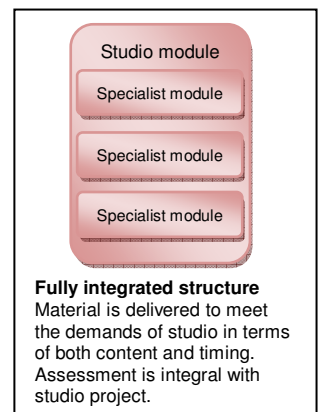 Studio module
Specialist module
Specialist module
Specialist module
Fully integrated structure
Material is delivered to meet
the demands of studio in terms
of both content and timing.
Assessment is integral with
studio project.